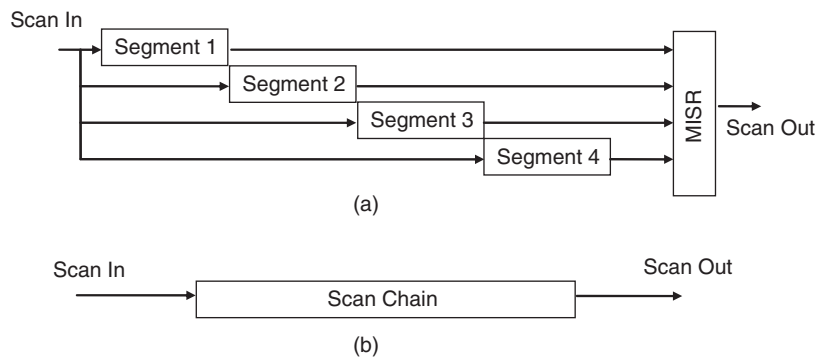 Scan In
Segment 1
Segment 2
Segment 3
Segment 4
MISR
Scan Out
(a)
Scan In
Scan Chain
Scan Out
(b)